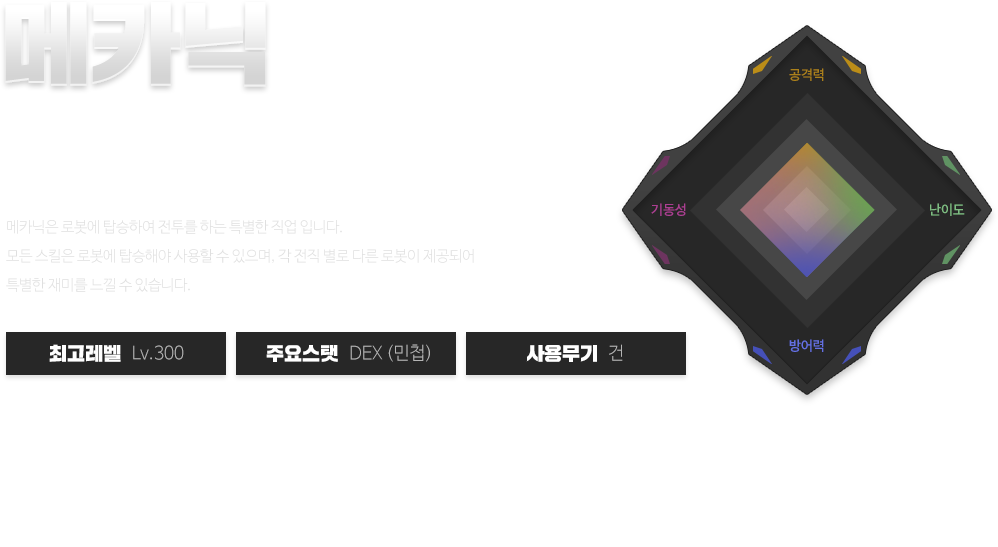 메카닉
공격력
기동성
난이도
방어력
메카닉은 로봇에 탑승하여 전투를 하는 특별한 직업 입니다.
모든 스킬은 로봇에 탑승해야 사용할 수 있으며, 각 전직 별로 다른 로봇이 제공되어
특별한 재미를 느낄 수 있습니다.
최고레벨 Lv.300
주요스탯 DEX (민첩)
사용무기 건